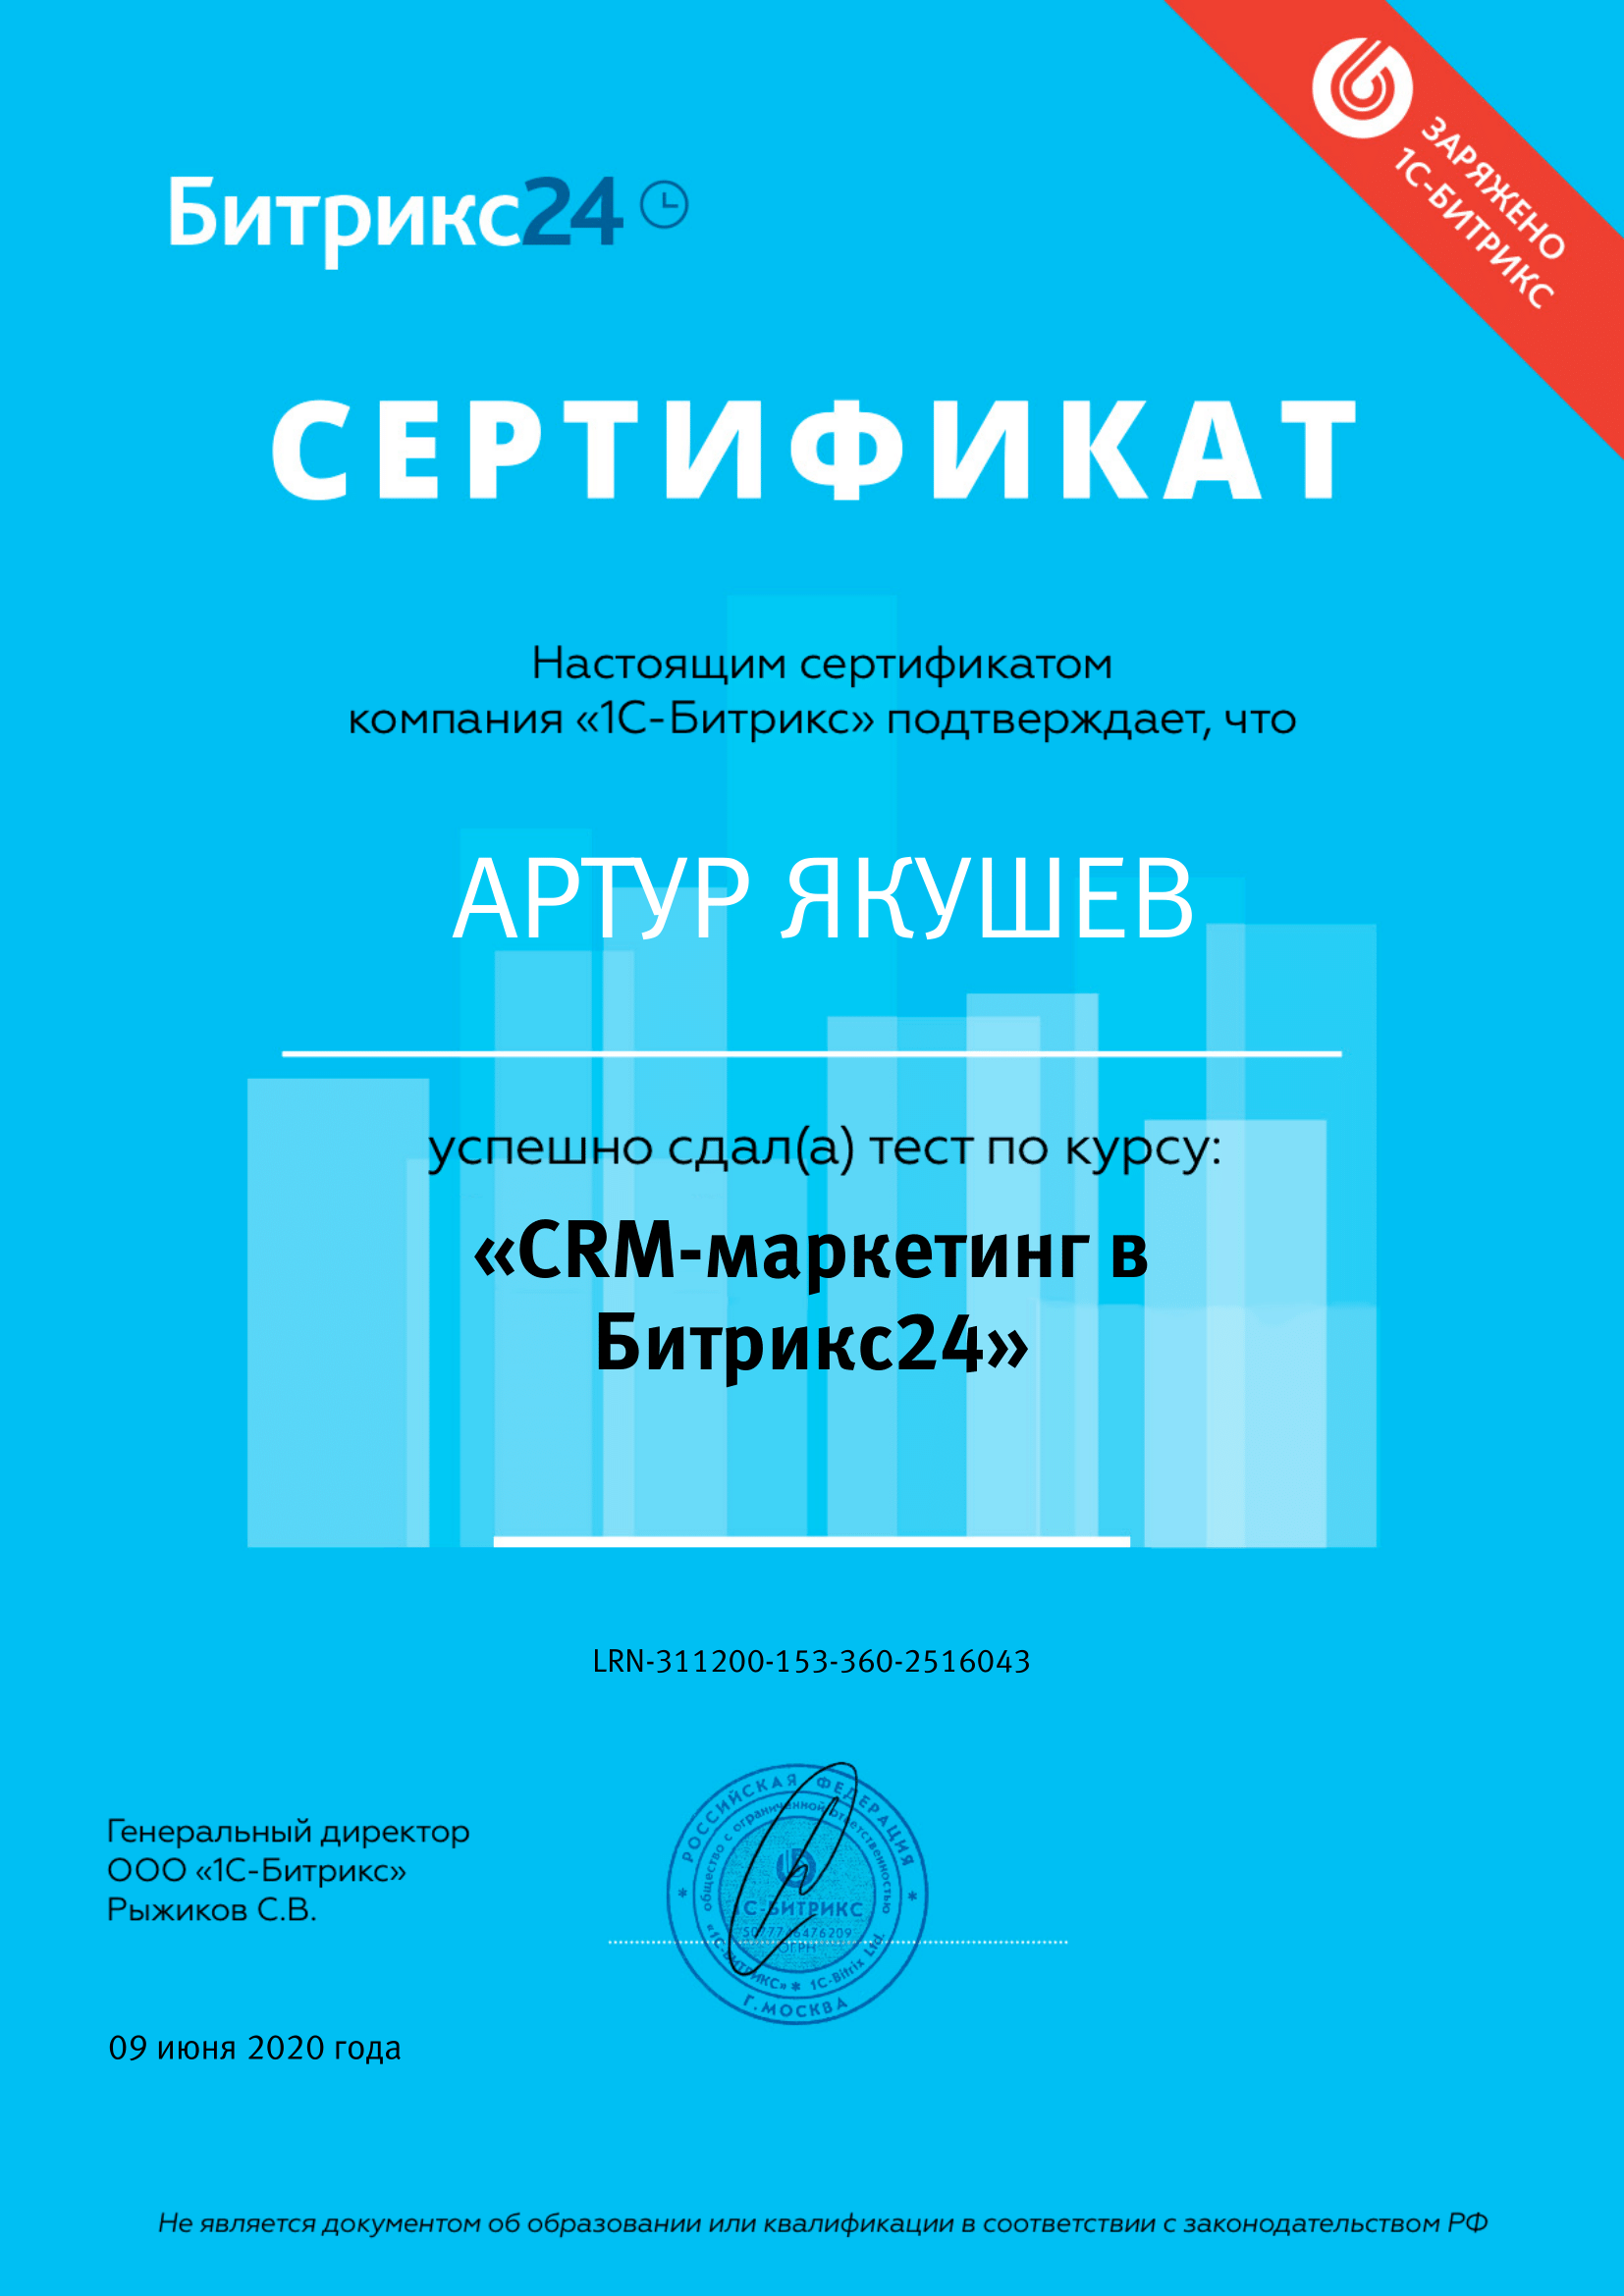 ЗАРЯЖЕНО
1С-БИТРИКС
Битрикс24
СЕРТИФИКАТ
Настоящим сертификатом
компания «1С-Битрикс» подтверждает, что
АРТУР ЯКУШЕВ
успешно сдал(а) тест по курсу:
«CRM-маркетинг в
Битрикс24»
LRN-311200-153-360-2516043
Генеральный директор
ООО «1С-Битрикс»
Рыжиков С.В.
РОССИЙСКАЯ ФЕДЕРАЦИЯ
общество с ограниченной ответственностью
1С-БИТРИКС
5077746476209
ОГРН
«1С-БИТРИКС» * 1C-Bitrix Ltd.
Г.МОСКВА
09 июня 2020 года
Не является документом об образовании или квалификации в соответствии с законодательством РФ